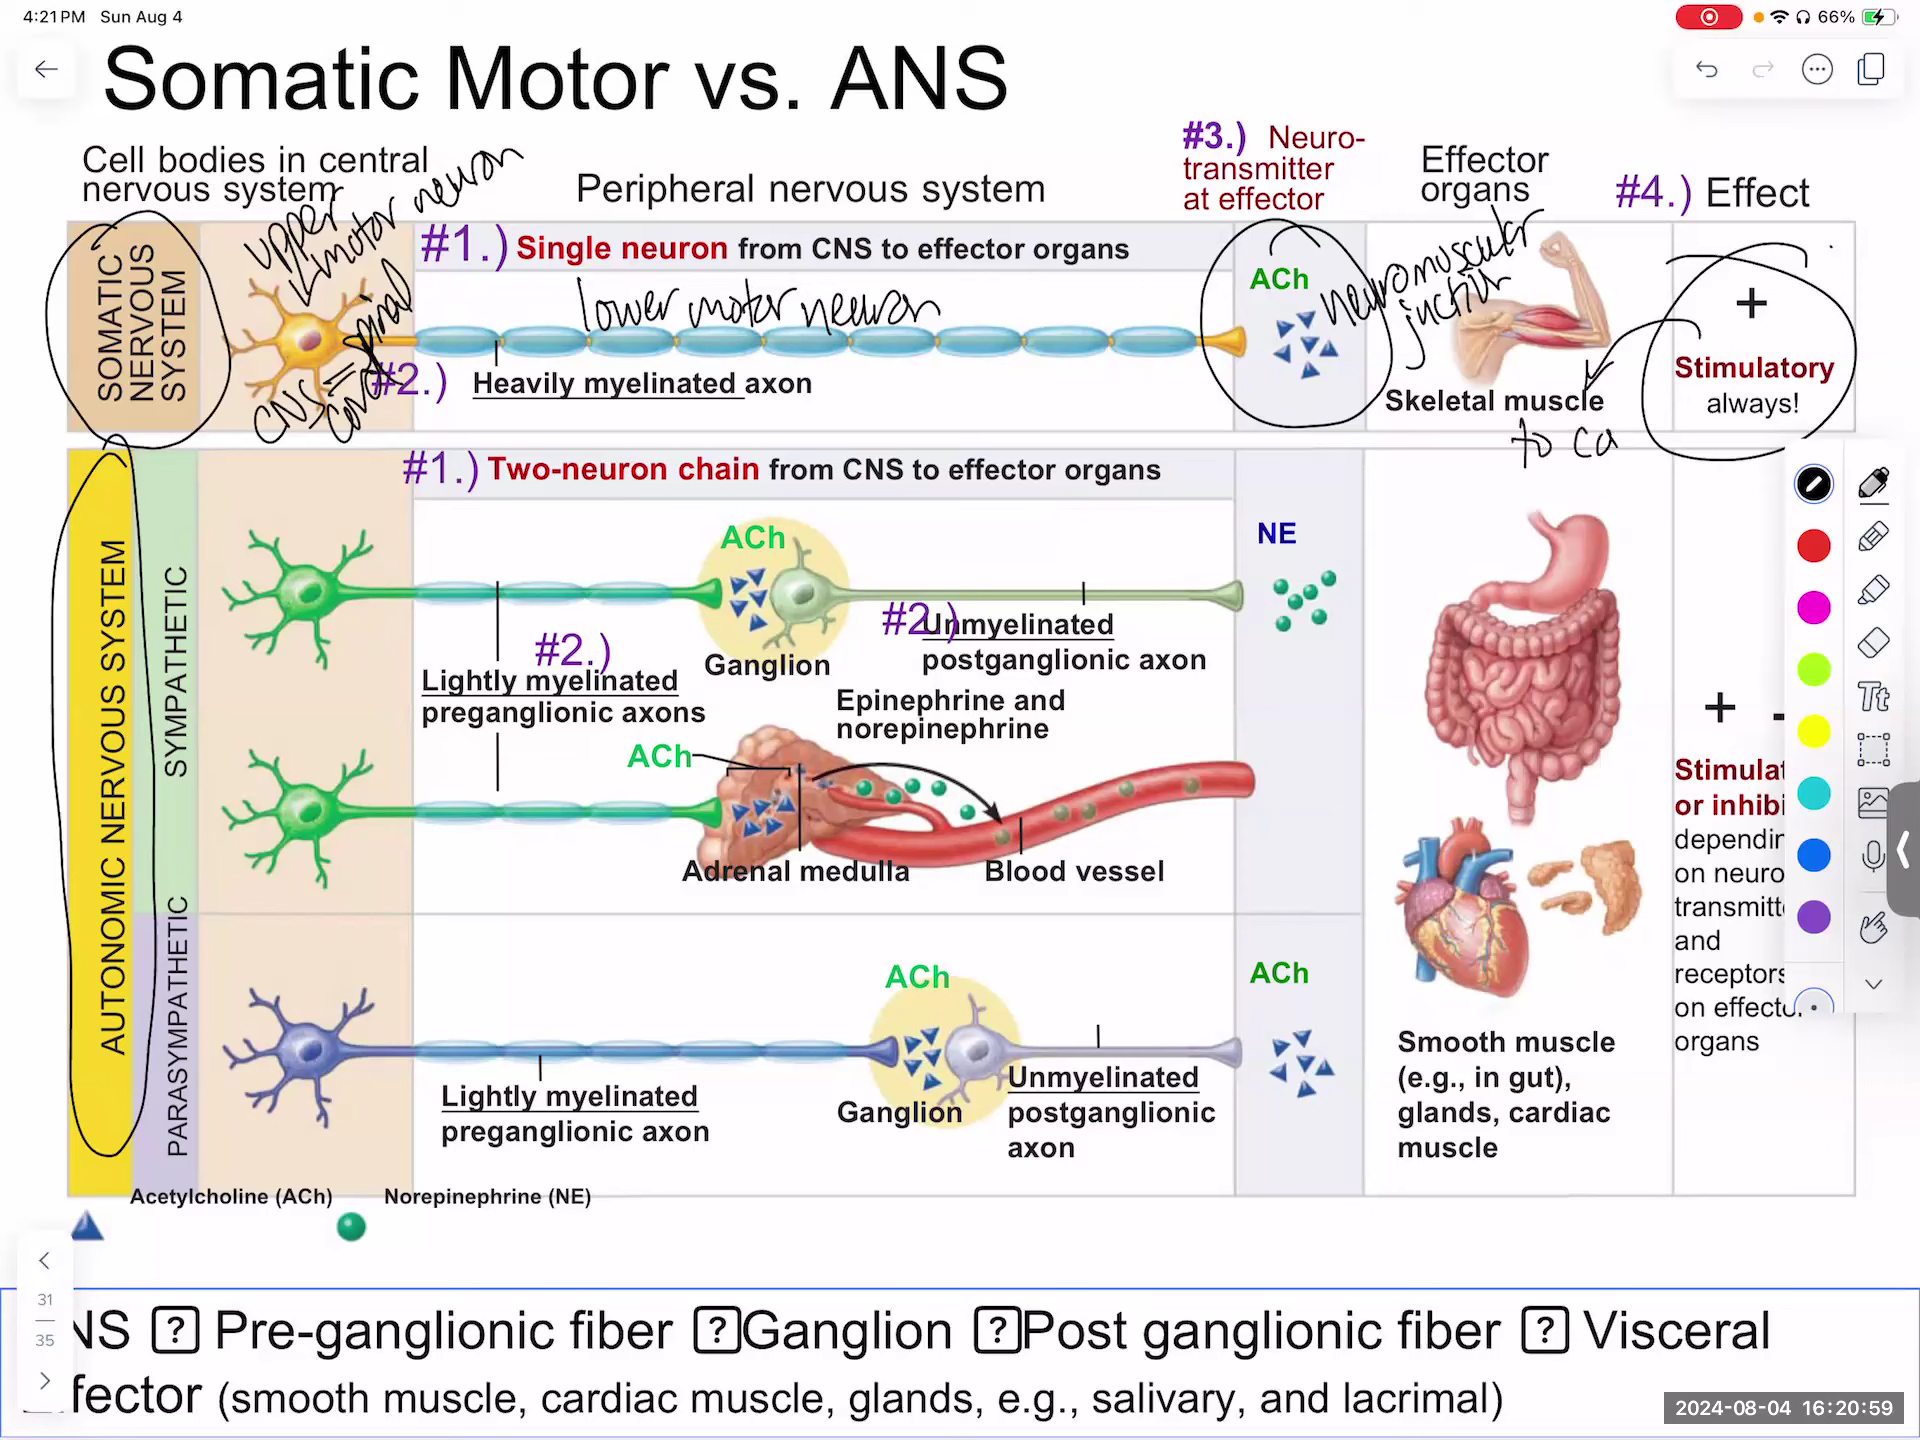 4:21 PM Sun Aug 4
66%
Somatic Motor vs. ANS
Cell bodies in central
nervous system
Peripheral nervous system
#3.) Neuro-
transmitter
at effector
Effector
organs
#4.) Effect
SOMATIC
NERVOUS
SYSTEM
upper
motor neuron
CNS =
spinal
#1.) Single neuron from CNS to effector organs
lower motor neuron
#2.) Heavily myelinated axon
ACh
neuromuscular
junction
Skeletal muscle
to ca
+
Stimulatory
always!
AUTONOMIC NERVOUS SYSTEM
SYMPATHETIC
#1.) Two-neuron chain from CNS to effector organs
ACh
NE
#2.)
#2.)
Unmyelinated
postganglionic axon
Ganglion
Lightly myelinated
preganglionic axons
Epinephrine and
norepinephrine
ACh
Adrenal medulla
Blood vessel
+ -
Stimulat
or inhibi
dependin
on neuro
transmitt
and
receptors
on effecto
organs
PARASYMPATHETIC
ACh
ACh
Lightly myelinated
preganglionic axon
Ganglion
Unmyelinated
postganglionic
axon
Smooth muscle
(e.g., in gut),
glands, cardiac
muscle
Acetylcholine (ACh)
Norepinephrine (NE)
Tt
31
35
NS ? Pre-ganglionic fiber ?Ganglion ?Post ganglionic fiber ? Visceral
fector (smooth muscle, cardiac muscle, glands, e.g., salivary, and lacrimal)
2024-08-04 16:20:59